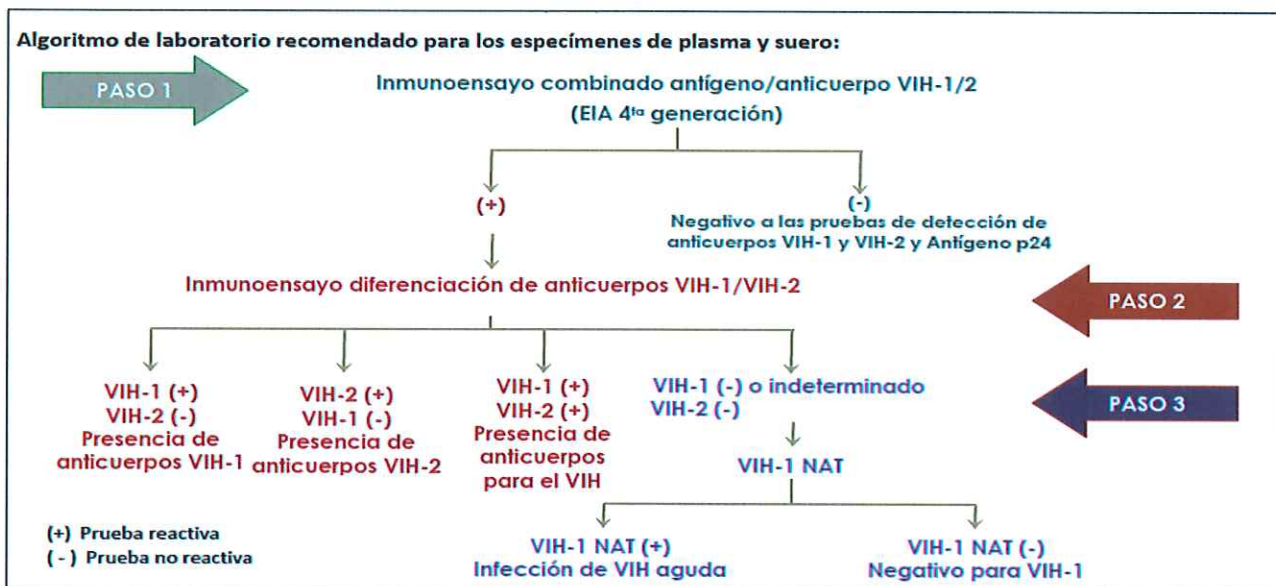 Algoritmo de laboratorio recomendado para los especímenes de plasma y suero:
PASO 1
Inmunoensayo combinado antígeno/anticuerpo VIH-1/2
(EIA 4ta generación)
(+)
(-)
Negativo a las pruebas de detección de
anticuerpos VIH-1 y VIH-2 y Antígeno p24
Inmunoensayo diferenciación de anticuerpos VIH-1/VIH-2
PASO 2
VIH-1 (+)
VIH-2 (-)
Presencia de
anticuerpos VIH-1
VIH-2 (+)
VIH-1 (-)
Presencia de
anticuerpos VIH-2
VIH-1 (+)
VIH-2 (+)
Presencia de
anticuerpos
para el VIH
VIH-1 (-) o indeterminado
VIH-2 (-)
PASO 3
VIH-1 NAT
VIH-1 NAT (+)
Infección de VIH aguda
VIH-1 NAT (-)
Negativo para VIH-1
(+) Prueba reactiva
( - ) Prueba no reactiva